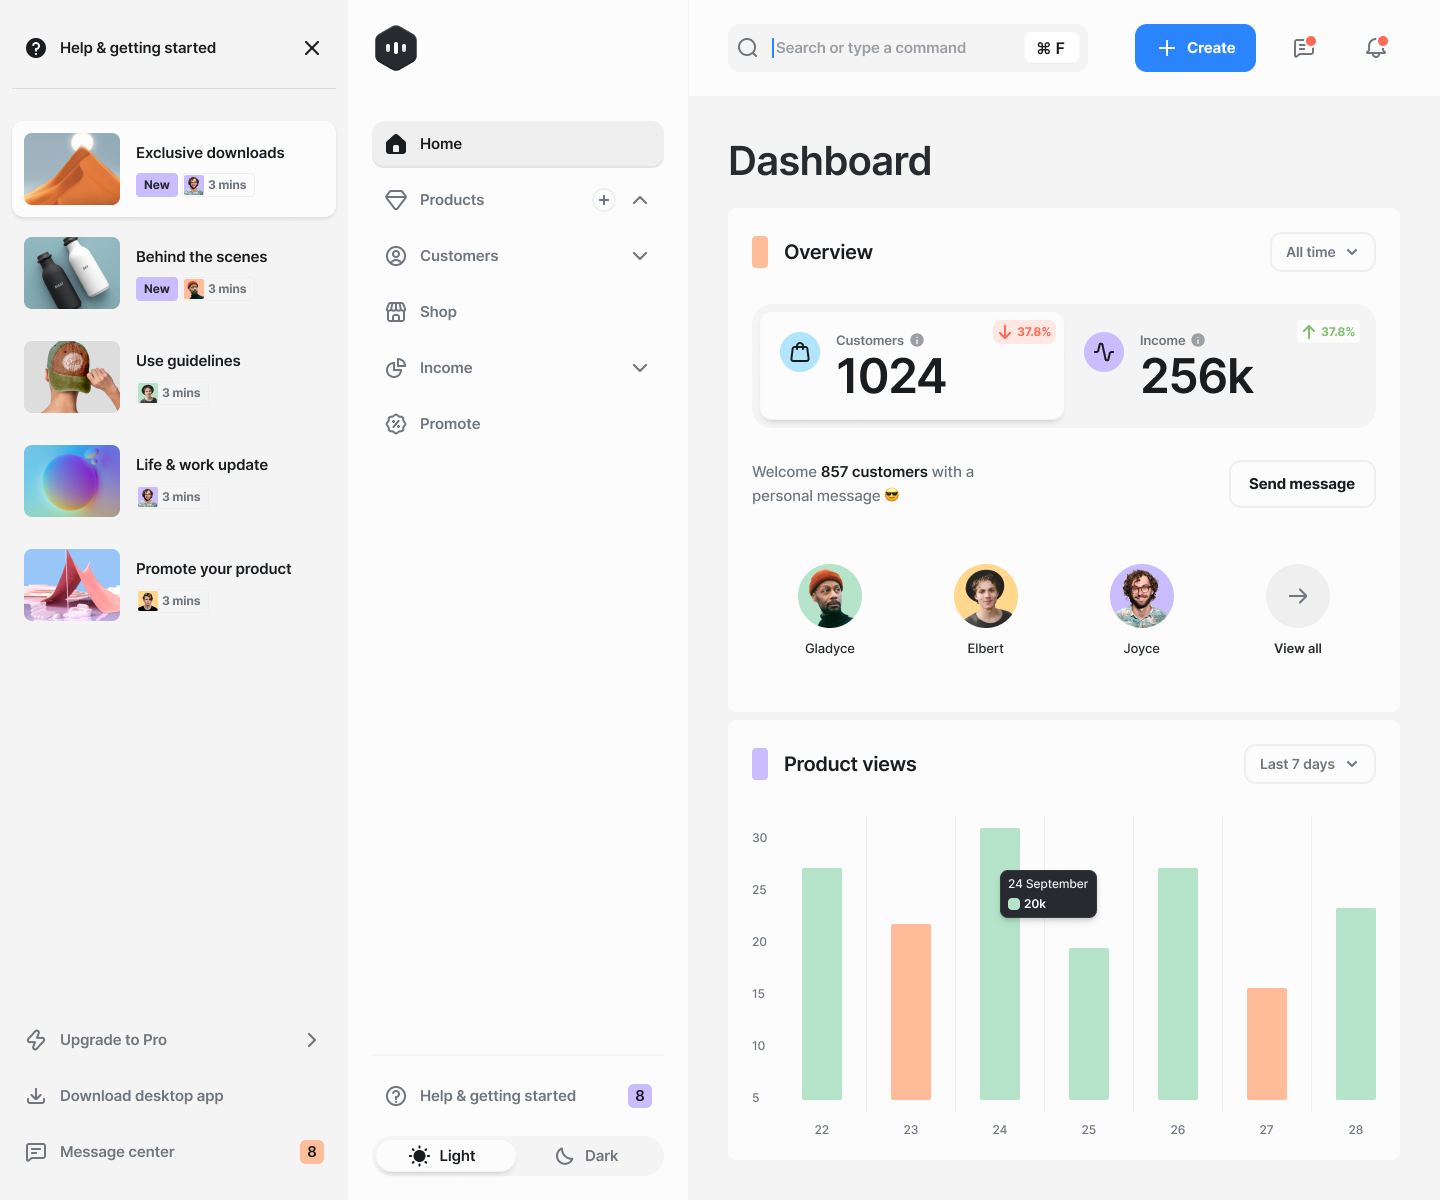 Help & getting started
Exclusive downloads
New
3 mins
Behind the scenes
New
3 mins
Use guidelines
3 mins
Life & work update
3 mins
Promote your product
3 mins
Upgrade to Pro
Download desktop app
Message center
8
Home
Products
Customers
Shop
Income
Promote
Help & getting started
8
Light
Dark
Search or type a command
⌘ F
Create
Dashboard
Overview
All time
Customers
37.8%
1024
Income
37.8%
256k
Welcome 857 customers with a
personal message 😎
Send message
Gladyce
Elbert
Joyce
View all
Product views
Last 7 days
30
25
20
15
10
5
24 September
20k
22
23
24
25
26
27
28